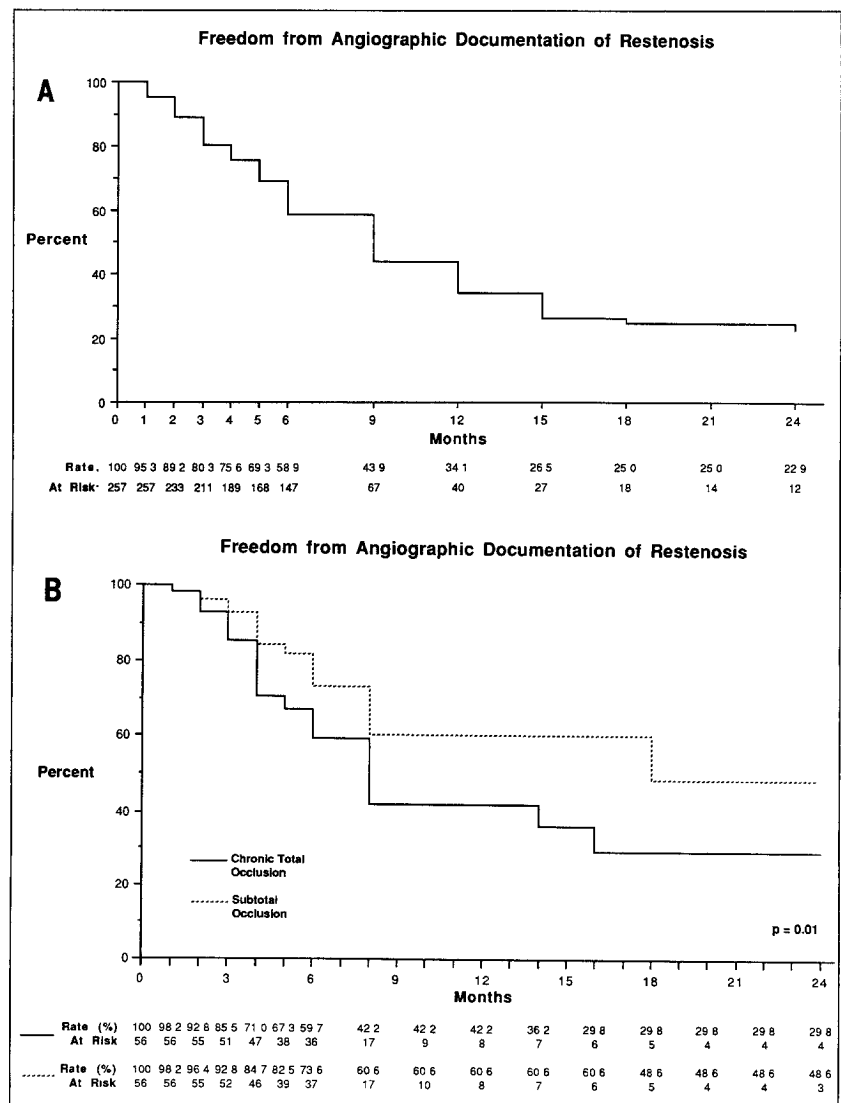 Freedom from Angiographic Documentation of Restenosis
A
100
80
60
Percent
40
20
0
0 1 2 3 4 5 6 9 12 15 18 21 24
Months
Rate. 100 95 3 89 2 80 3 75 6 69 3 58 9 43 9 34 1 26 5 25 0 25 0 22 9
At Risk 257 257 233 211 189 168 147 67 40 27 18 14 12
Freedom from Angiographic Documentation of Restenosis
B
100
80
60
Percent
40
20
0
Chronic Total
Occlusion
Subtotal
Occlusion
p = 0.01
0 3 6 9 12 15 18 21 24
Months
Rate (%) 100 98 2 92 8 85 5 71 0 67 3 59 7 42 2 42 2 42 2 36 2 29 8 29 8 29 8 29 8 29 8
At Risk 56 56 55 51 47 38 36 17 9 8 7 6 5 4 4 4
Rate (%) 100 98 2 96 4 92 8 84 7 82 5 73 6 60 6 60 6 60 6 60 6 60 6 48 6 48 6 48 6 48 6
At Risk 56 56 55 52 46 39 37 17 10 8 7 6 5 4 4 3